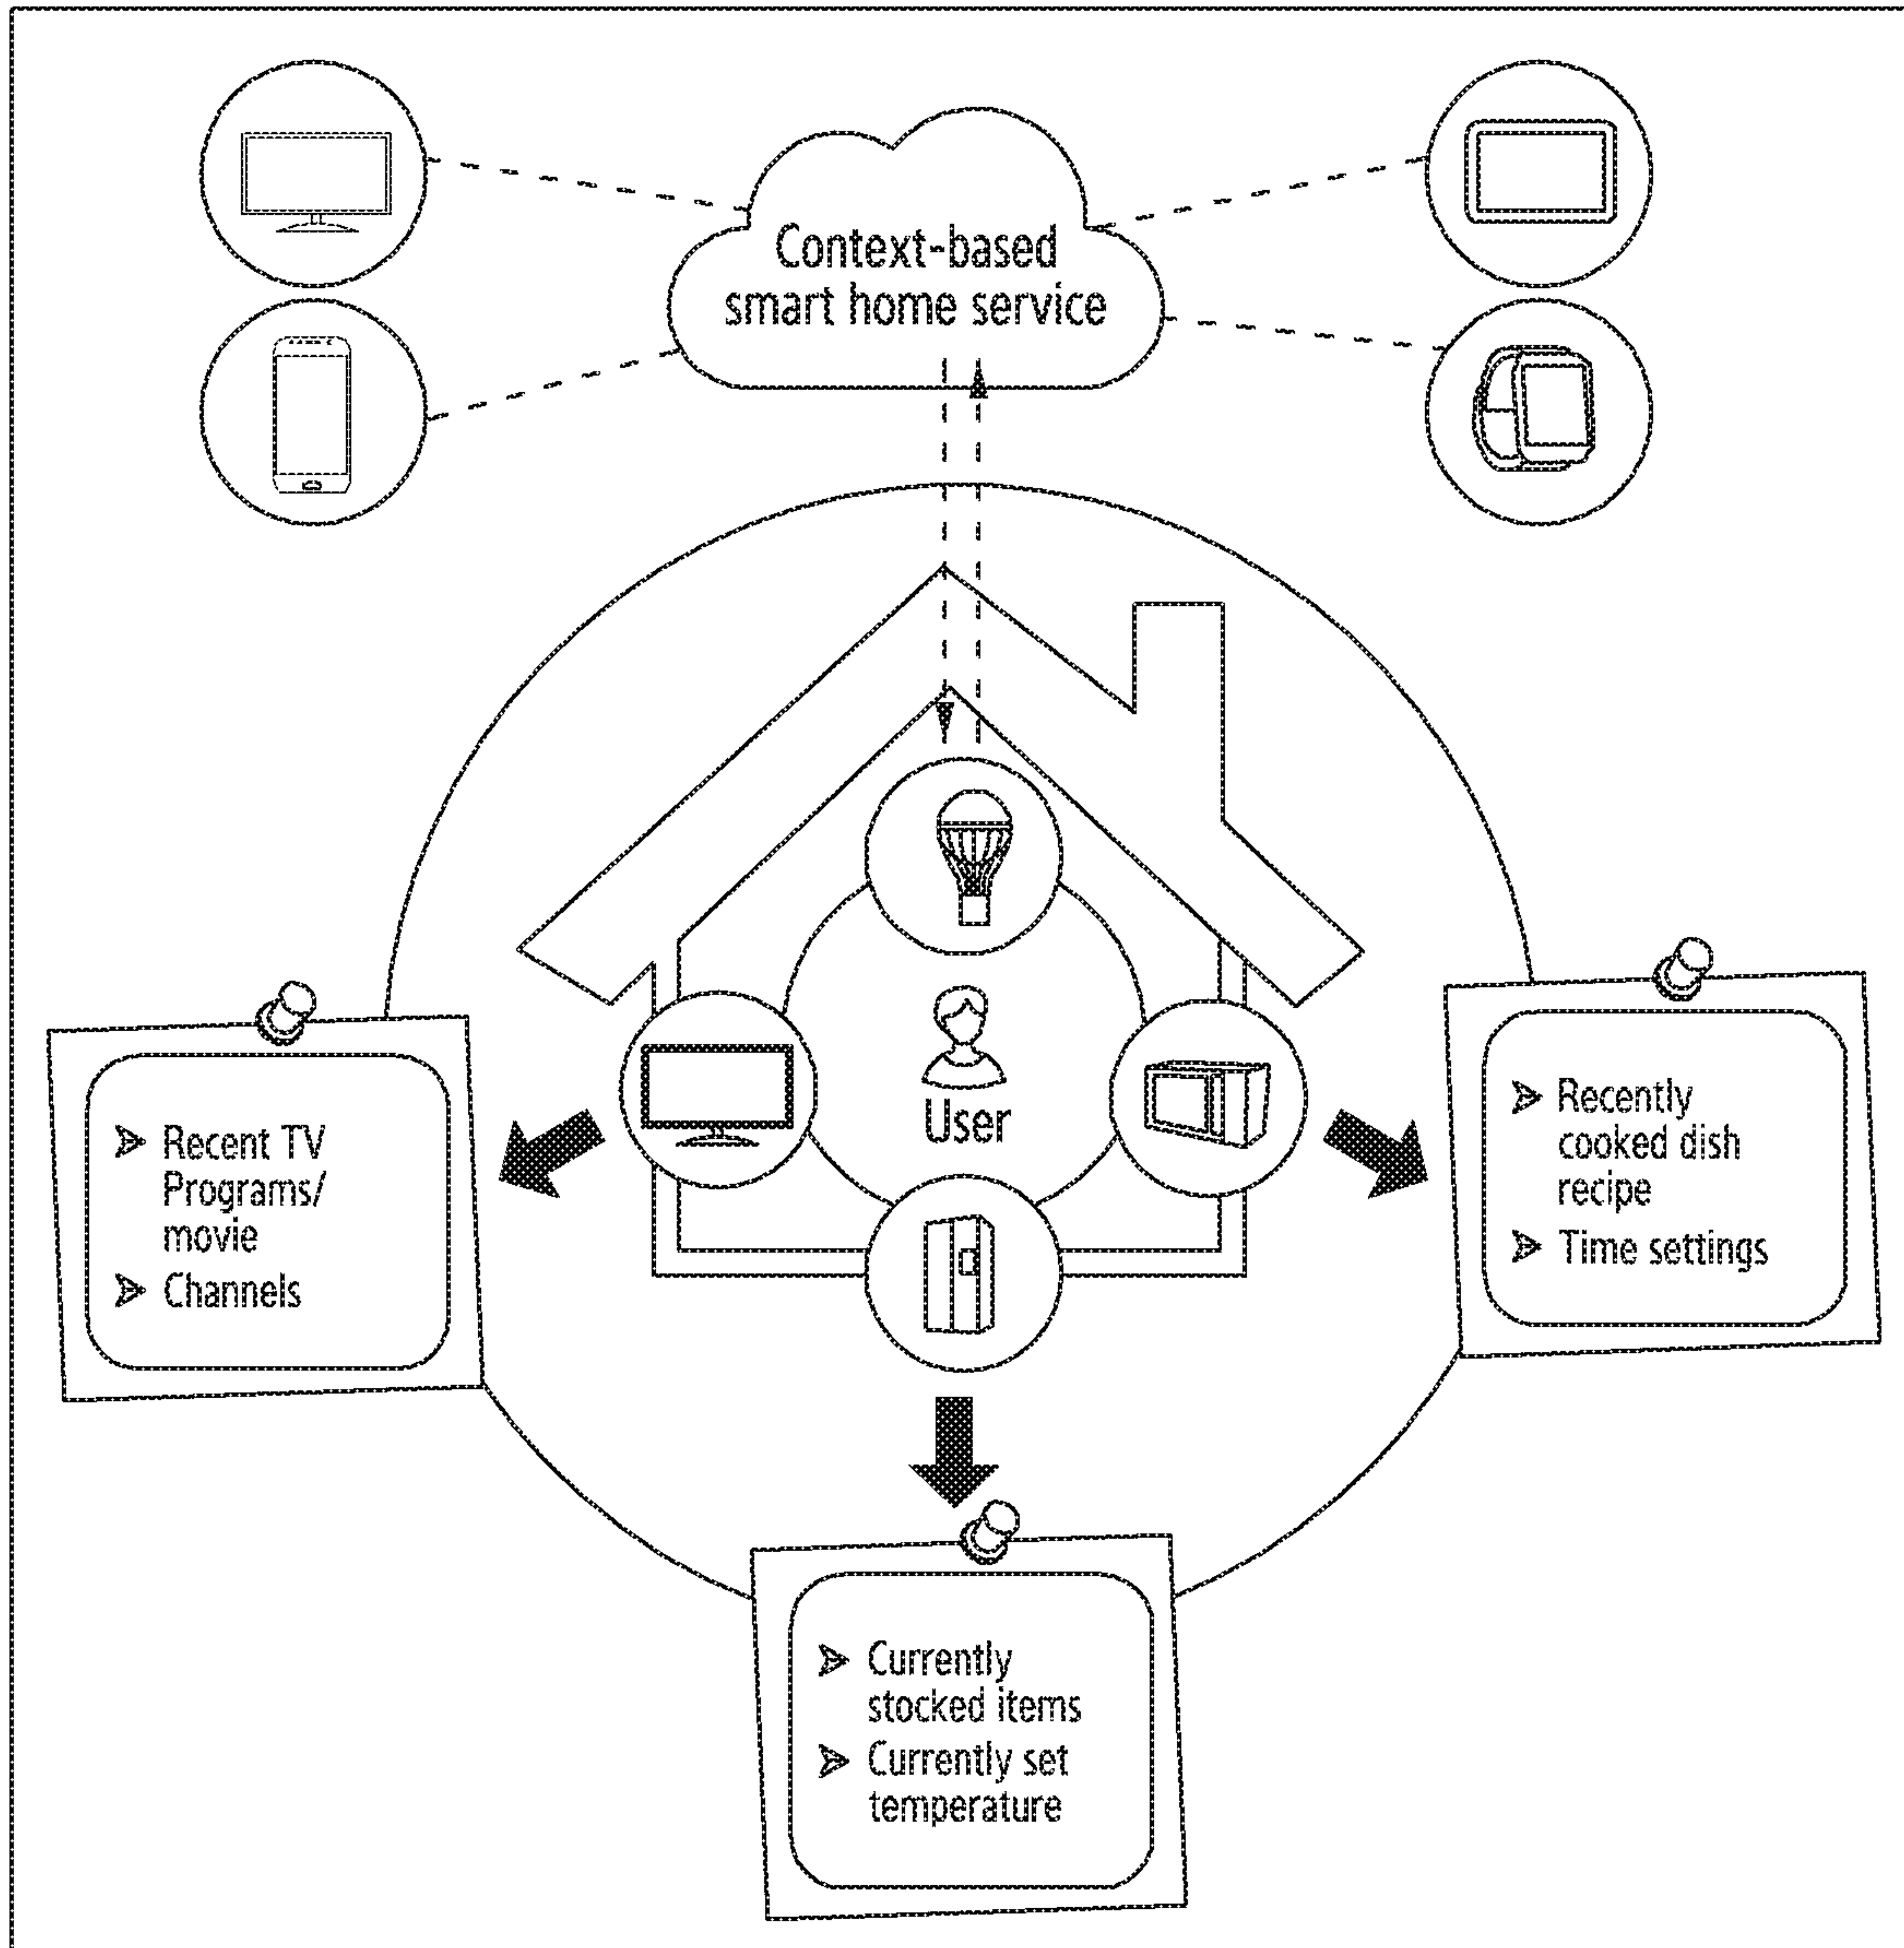 Context-based
smart home service
User
➢ Recent TV
Programs/
movie
➢ Channels
➢ Recently
cooked dish
recipe
➢ Time settings
➢ Currently
stocked items
➢ Currently set
temperature